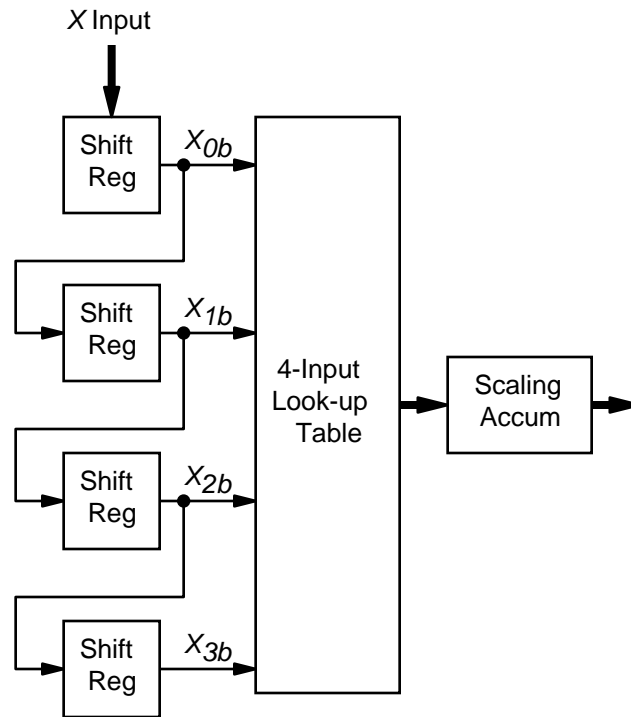 X Input
Shift
Reg
X0b
Shift
Reg
X1b
4-Input
Look-up
Table
Scaling
Accum
Shift
Reg
X2b
Shift
Reg
X3b